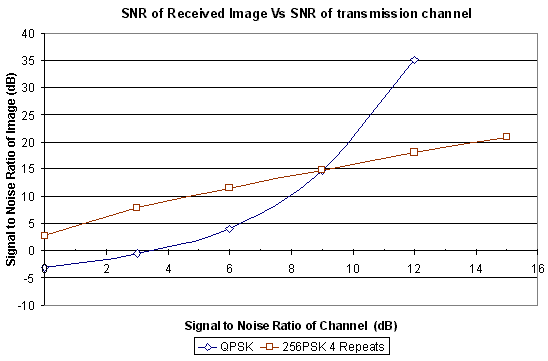 SNR of Received Image Vs SNR of transmission channel
Signal to Noise Ratio of Image (dB)
40
35
30
25
20
15
10
5
0
-5
-10
0 2 4 6 8 10 12 14 16
Signal to Noise Ratio of Channel (dB)
QPSK 256PSK 4 Repeats